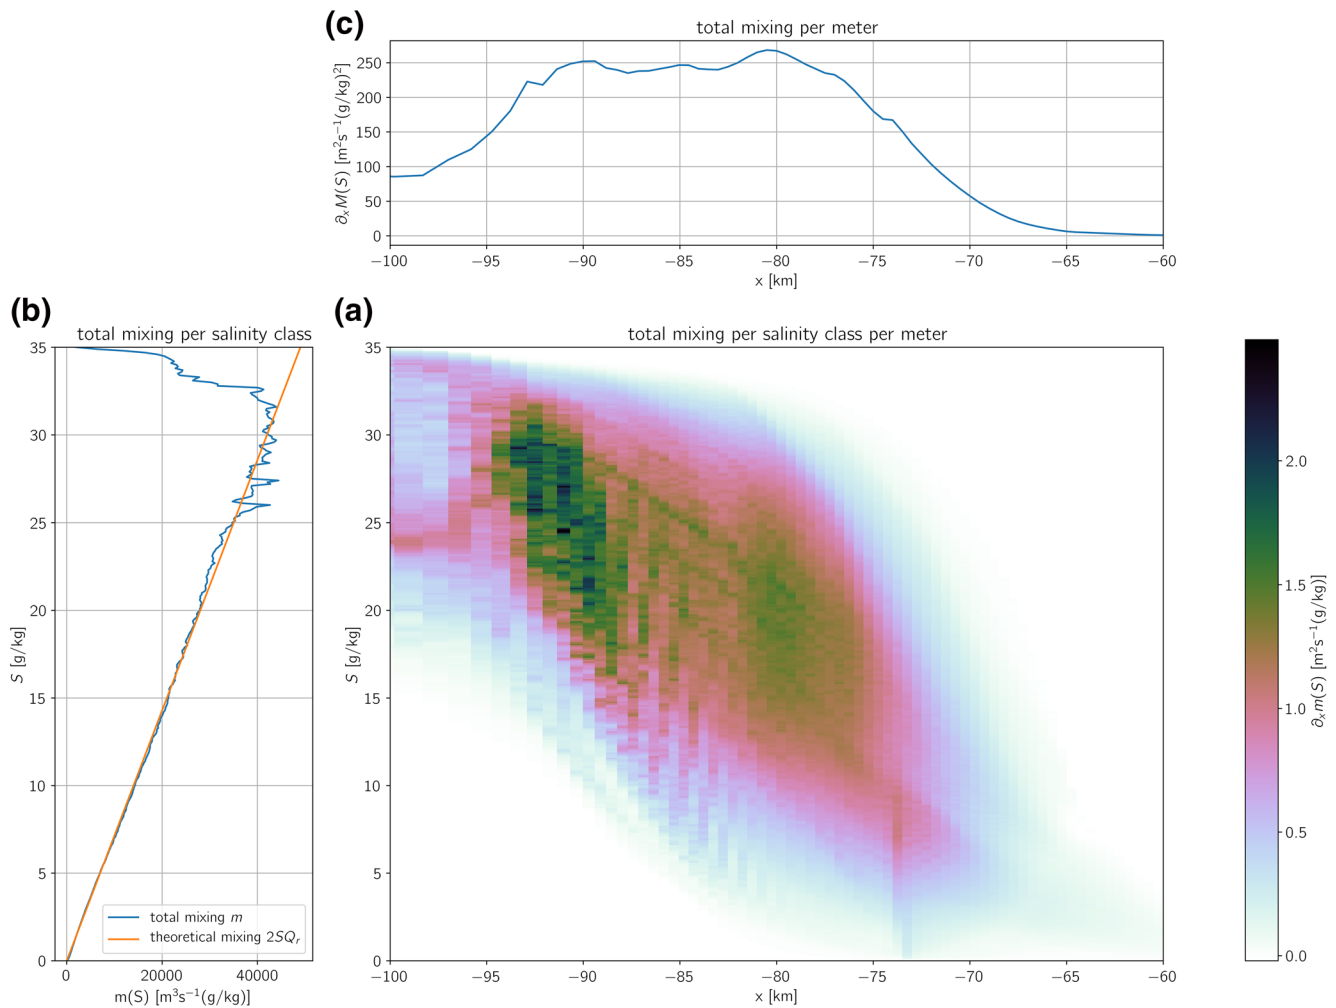 (c)
total mixing per meter
∂ₓM(S) [m²s⁻¹(g/kg)²]
250
200
150
100
50
0
−100 −95 −90 −85 −80 −75 −70 −65 −60
x [km]
(b)
total mixing per salinity class
S [g/kg]
35
30
25
20
15
10
5
0
total mixing m
theoretical mixing 2SQᵣ
0 20000 40000
m(S) [m³s⁻¹(g/kg)]
(a)
total mixing per salinity class per meter
S [g/kg]
35
30
25
20
15
10
5
0
−100 −95 −90 −85 −80 −75 −70 −65 −60
x [km]
2.0
1.5
1.0
0.5
0.0
∂ₓm(S) [m²s⁻¹(g/kg)]